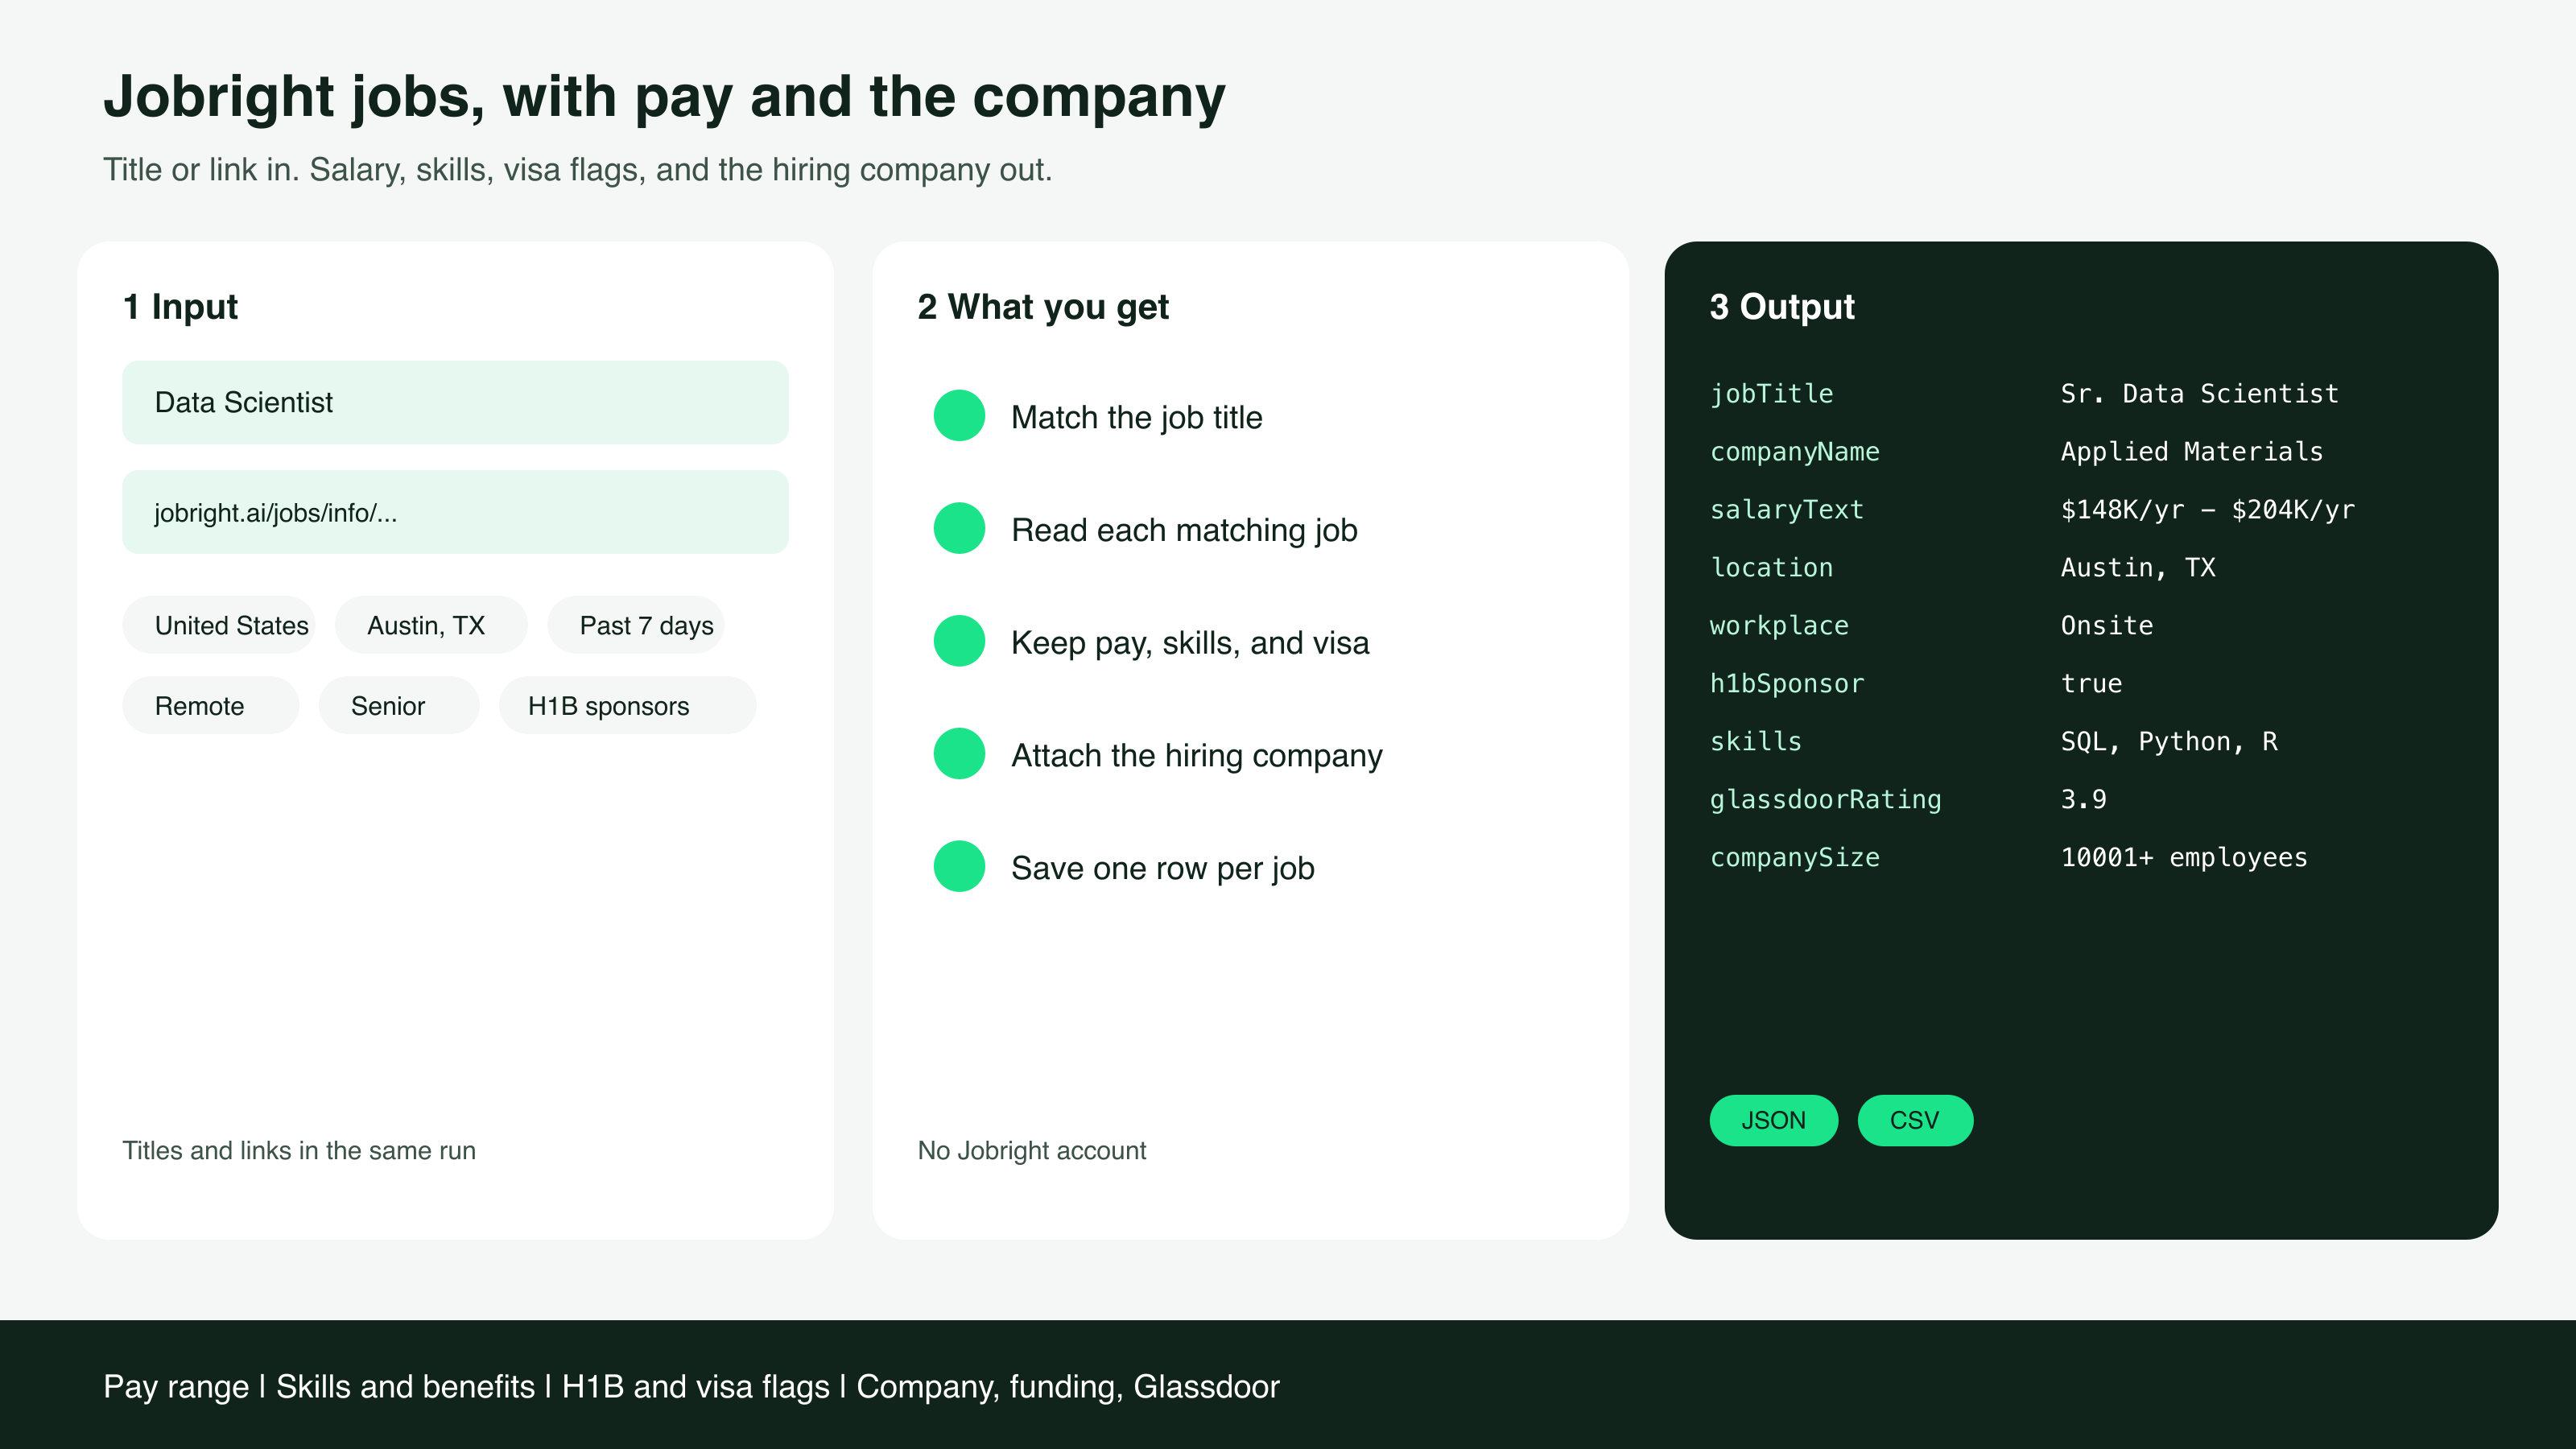 Jobright jobs, with pay and the company
Title or link in. Salary, skills, visa flags, and the hiring company out.
1 Input
Data Scientist
jobright.ai/jobs/info/...
United States
Austin, TX
Past 7 days
Remote
Senior
H1B sponsors
Titles and links in the same run
2 What you get
Match the job title
Read each matching job
Keep pay, skills, and visa
Attach the hiring company
Save one row per job
No Jobright account
3 Output
jobTitle Sr. Data Scientist
companyName Applied Materials
salaryText $148K/yr – $204K/yr
location Austin, TX
workplace Onsite
h1bSponsor true
skills SQL, Python, R
glassdoorRating 3.9
companySize 10001+ employees
JSON
CSV
Pay range | Skills and benefits | H1B and visa flags | Company, funding, Glassdoor